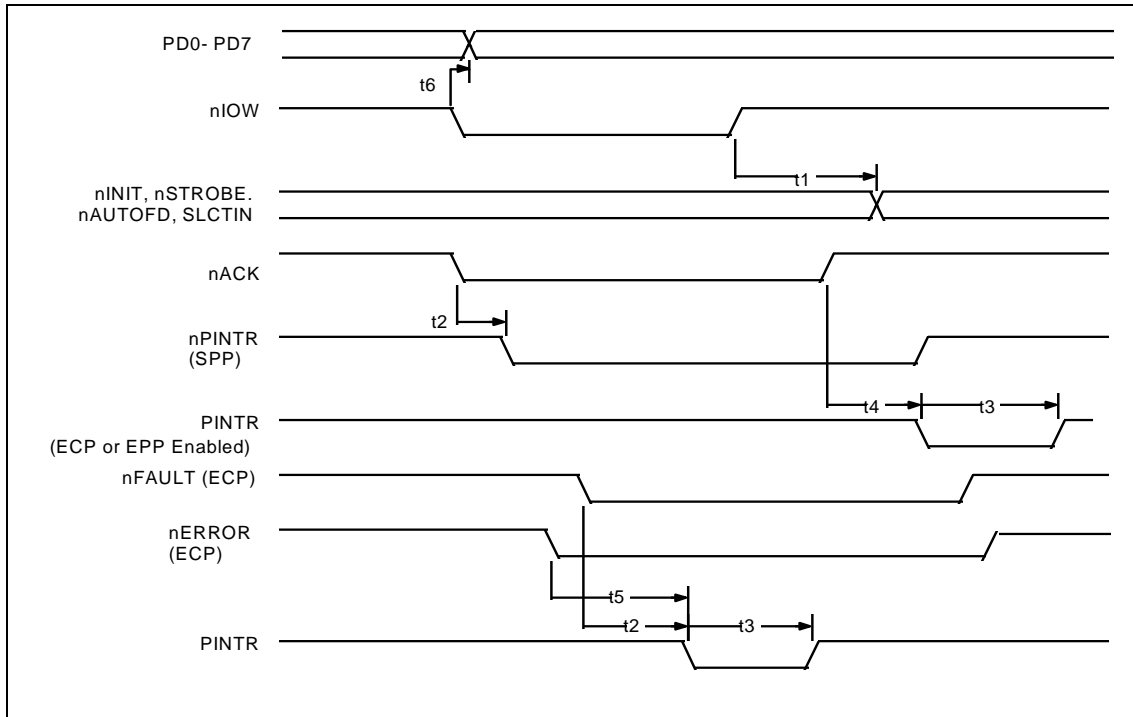 PD0- PD7
t6
nIOW
t1
nINIT, nSTROBE.
nAUTOFD, SLCTIN
nACK
t2
nPINTR
(SPP)
t4
t3
PINTR
(ECP or EPP Enabled)
nFAULT (ECP)
nERROR
(ECP)
t5
t2
t3
PINTR